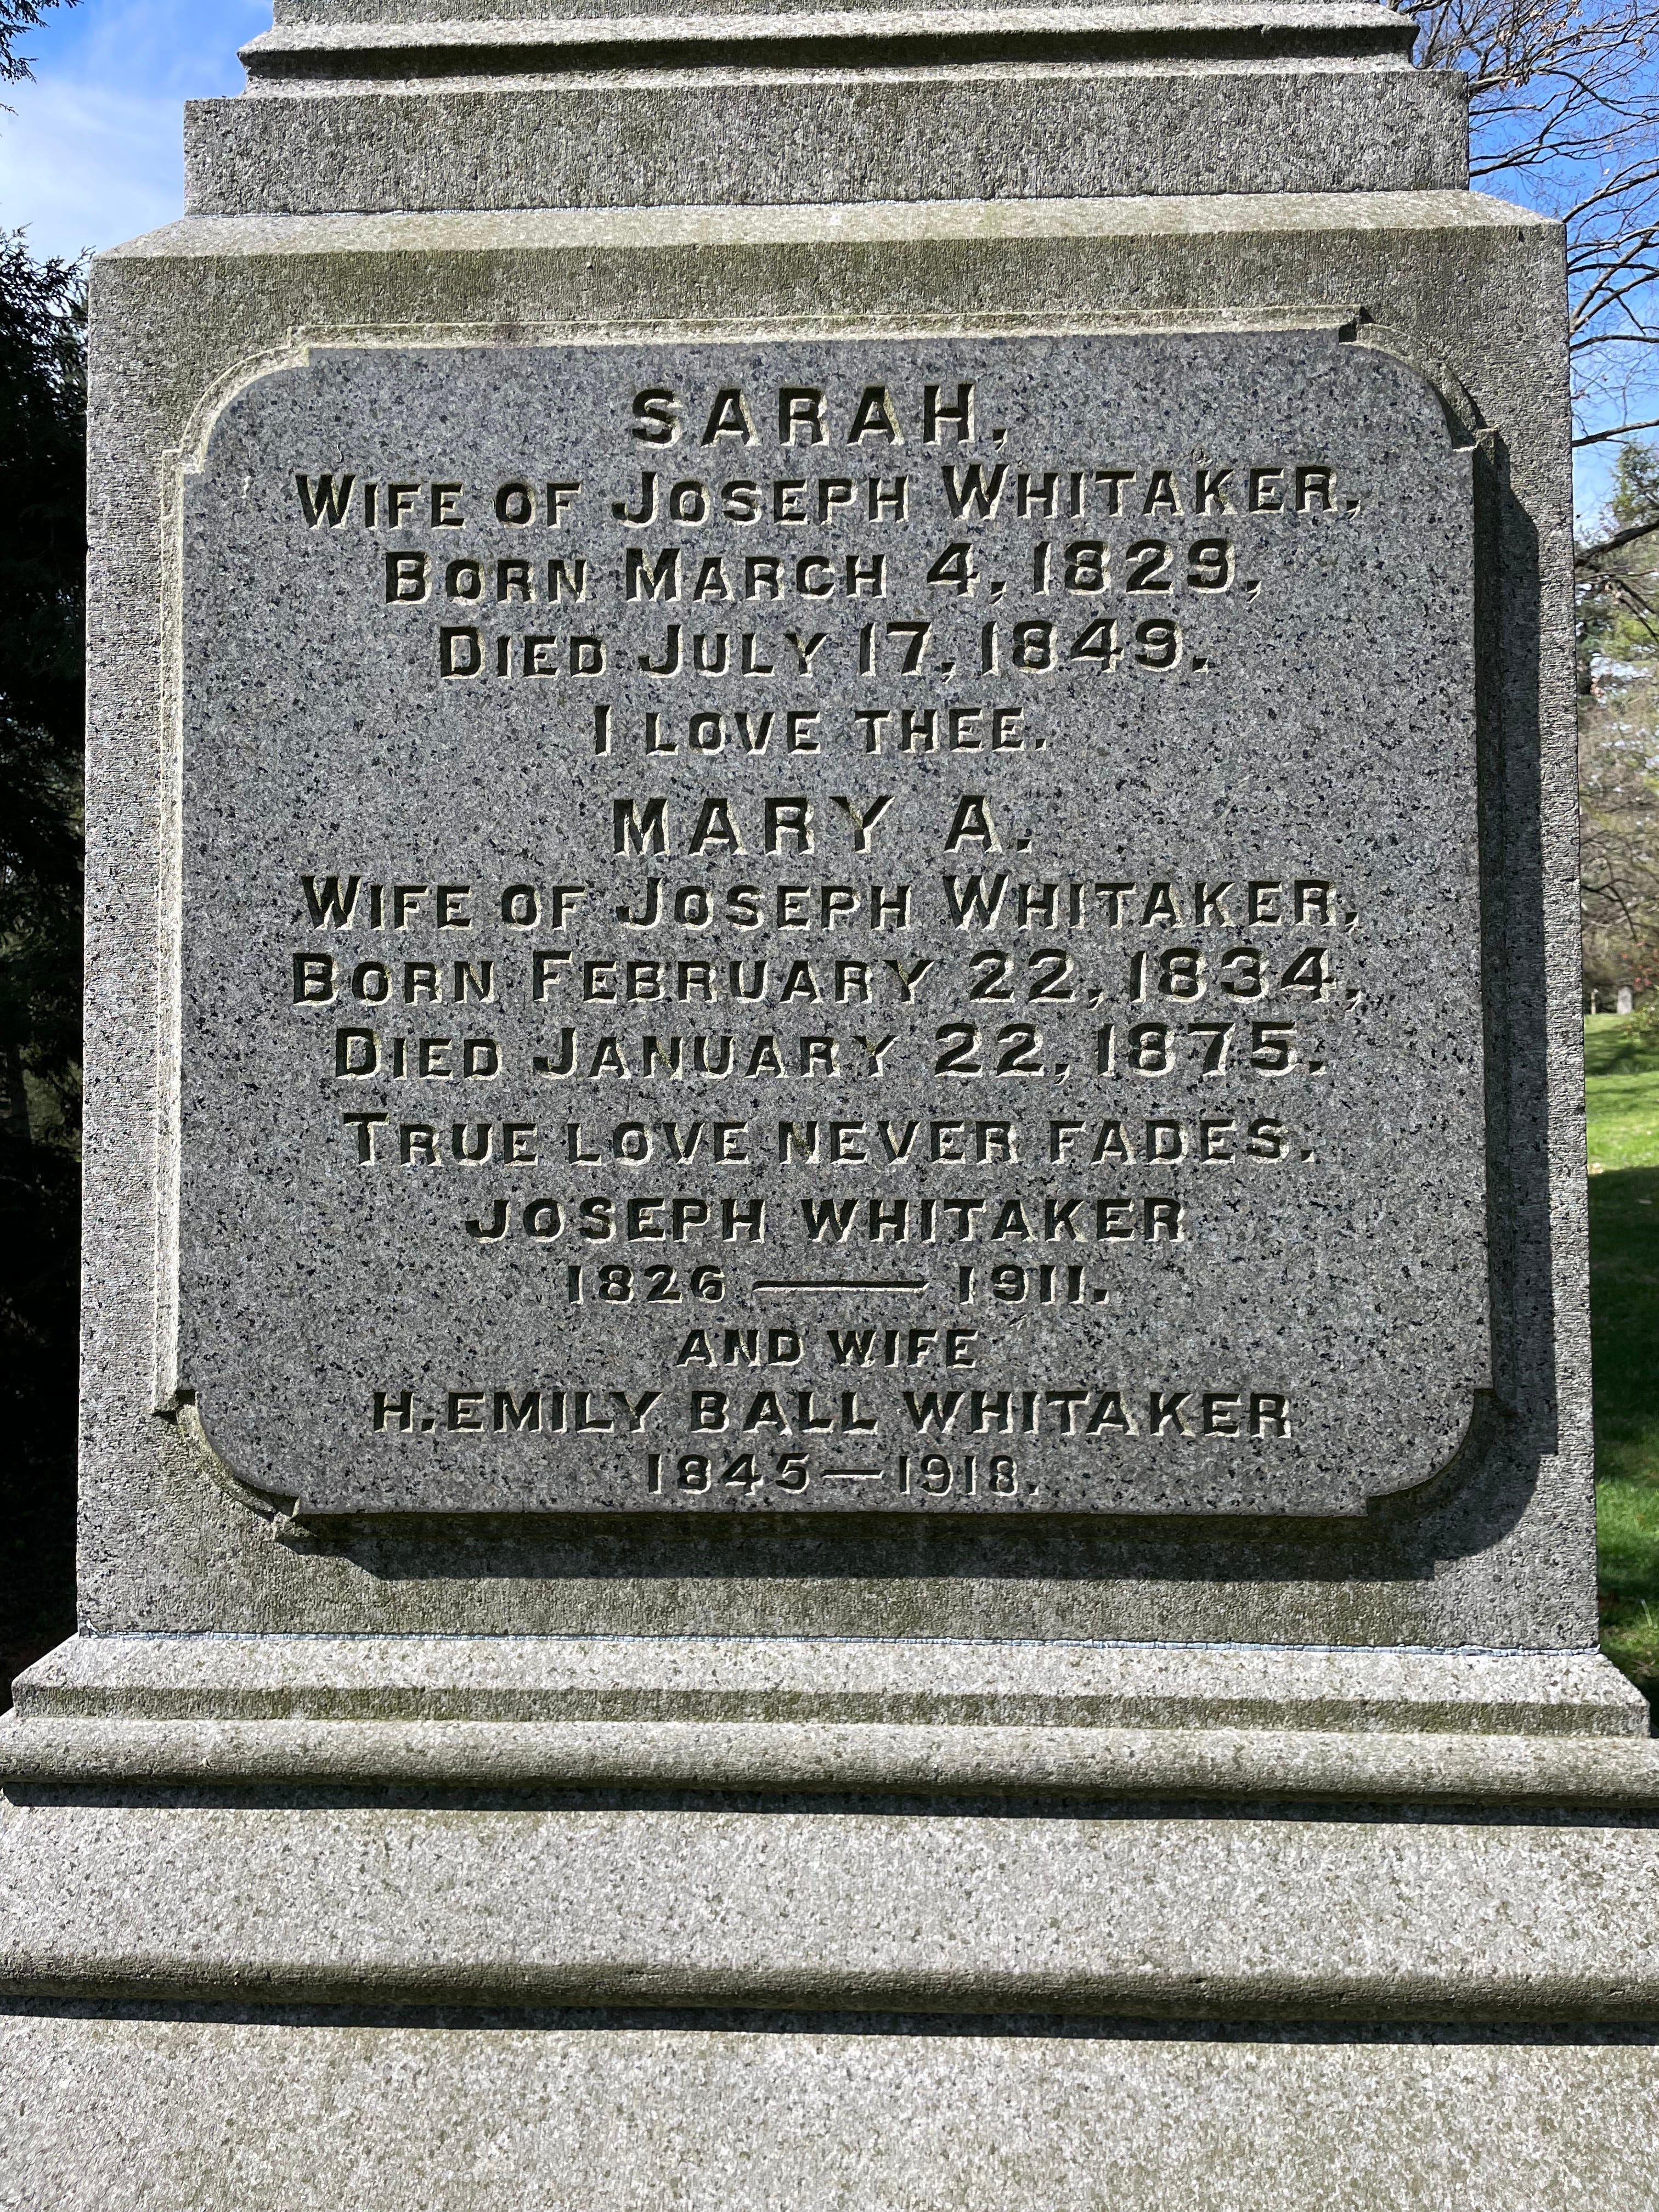 SARAH,
WIFE OF JOSEPH WHITAKER,
BORN MARCH 4, 1829,
DIED JULY 17, 1849.
I LOVE THEE.
MARY A.
WIFE OF JOSEPH WHITAKER,
BORN FEBRUARY 22, 1834,
DIED JANUARY 22, 1875.
TRUE LOVE NEVER FADES.
JOSEPH WHITAKER
1826 — 1911.
AND WIFE
H. EMILY BALL WHITAKER
1845 — 1918.